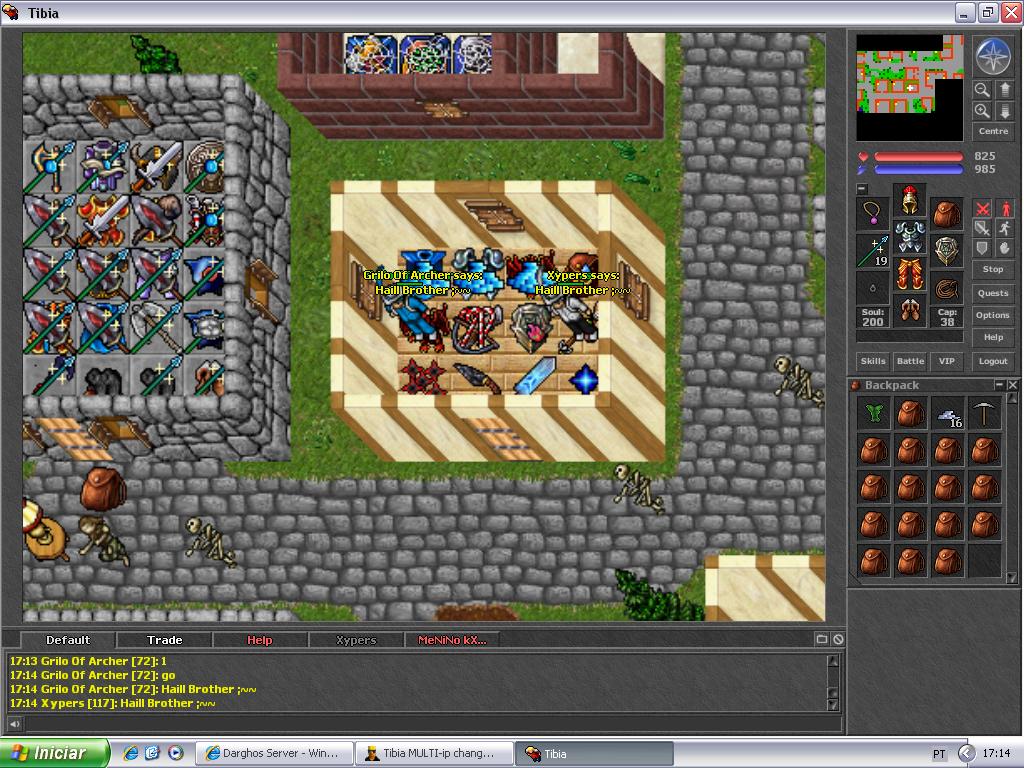 Tibia
Centre
825
985
Grilo Of Archer says:
Haill Brother ;~~
Xypers says:
Haill Brother ;~~
19
Soul:
200
Cap:
38
Stop
Quests
Options
Help
Skills
Battle
VIP
Logout
Backpack
16
Default
Trade
Help
Xypers
MeNiNo kX...
17:13 Grilo Of Archer [72]: 1
17:14 Grilo Of Archer [72]: go
17:14 Grilo Of Archer [72]: Haill Brother ;~~
17:14 Xypers [117]: Haill Brother ;~~
Iniciar
Darghos Server - Win...
Tibia MULTI-ip chang...
Tibia
PT
17:14